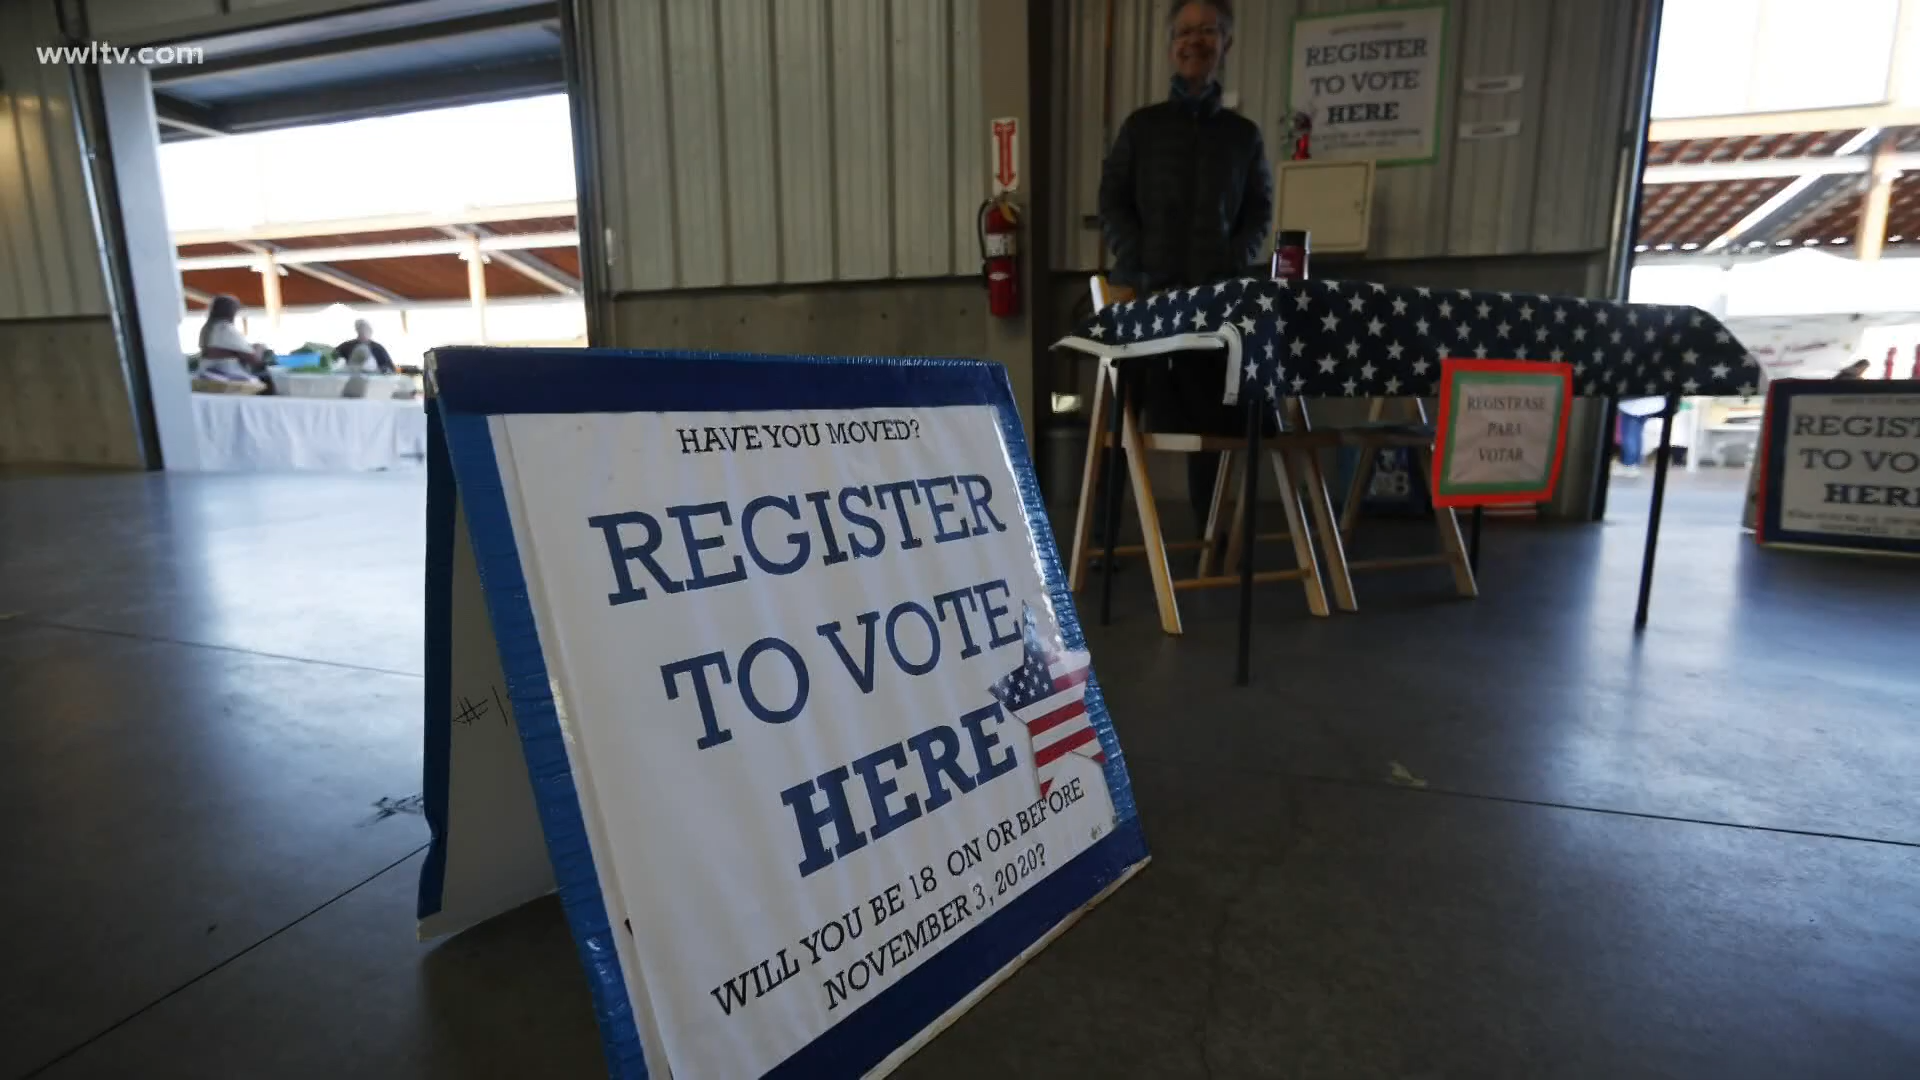 wwltv.com
HAVE YOU MOVED?
REGISTER
TO VOTE
HERE
WILL YOU BE 18 ON OR BEFORE
NOVEMBER 3, 2020?
#1
REGISTER
TO VOTE
HERE
REGISTRASE
PARA
VOTAR
REGIST
TO VO
HER